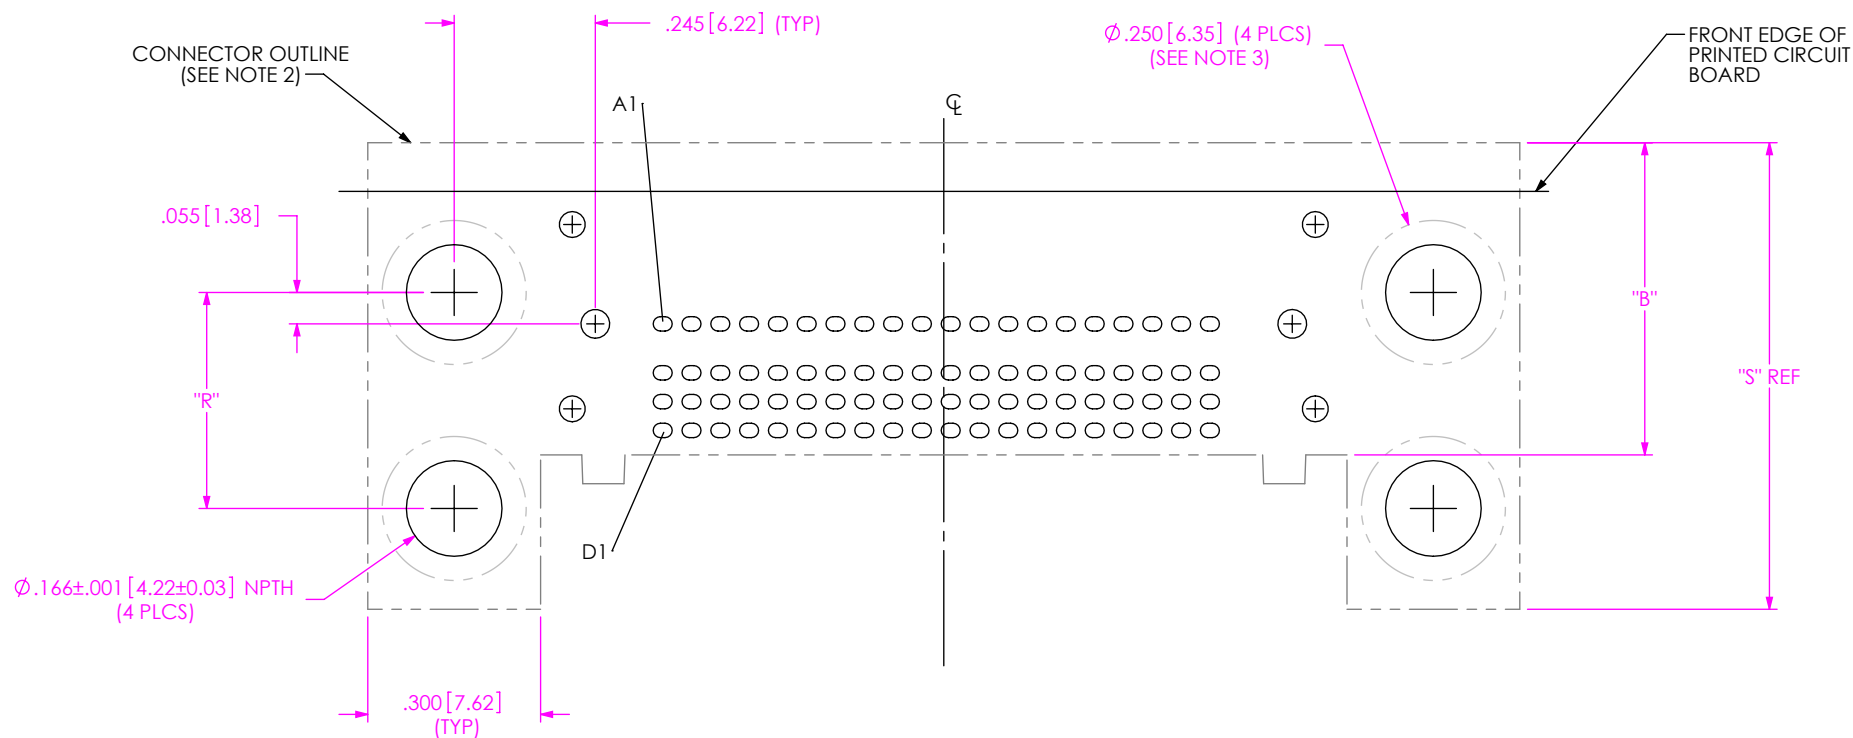 .245[6.22] (TYP)
CONNECTOR OUTLINE
(SEE NOTE 2)
Ø.250[6.35] (4 PLCS)
(SEE NOTE 3)
FRONT EDGE OF
PRINTED CIRCUIT
BOARD
A1
℄
.055[1.38]
"B"
"R"
"S" REF
D1
Ø.166±.001[4.22±0.03] NPTH
(4 PLCS)
.300[7.62]
(TYP)